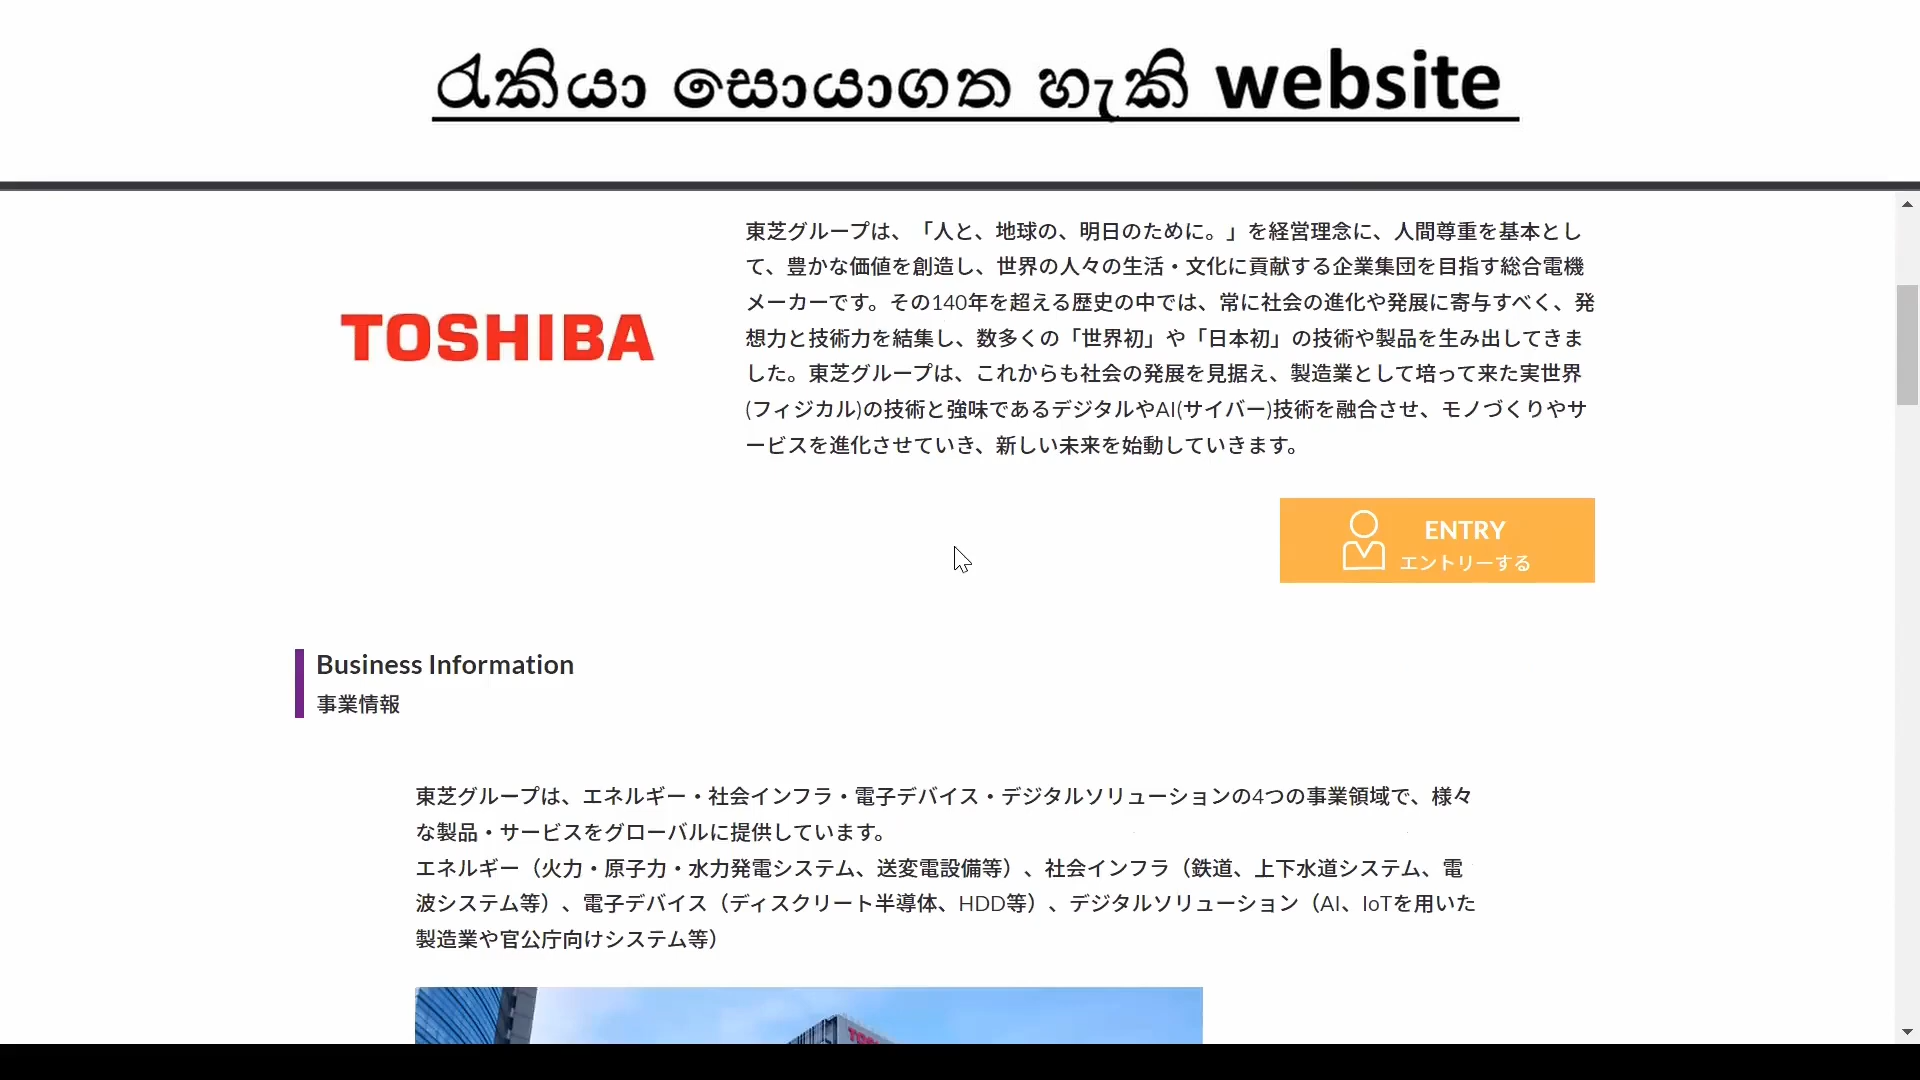 රැකියා සොයාගත හැකි website
東芝グループは、「人と、地球の、明日のために。」を経営理念に、人間尊重を基本とし
て、豊かな価値を創造し、世界の人々の生活・文化に貢献する企業集団を目指す総合電機
メーカーです。その140年を超える歴史の中では、常に社会の進化や発展に寄与すべく、発
想力と技術力を結集し、数多くの「世界初」や「日本初」の技術や製品を生み出してきま
した。東芝グループは、これからも社会の発展を見据え、製造業として培って来た実世界
(フィジカル)の技術と強味であるデジタルやAI(サイバー)技術を融合させ、モノづくりやサ
ービスを進化させていき、新しい未来を始動していきます。
TOSHIBA
ENTRY
エントリーする
Business Information
事業情報
東芝グループは、エネルギー・社会インフラ・電子デバイス・デジタルソリューションの4つの事業領域で、様々
な製品・サービスをグローバルに提供しています。
エネルギー（火力・原子力・水力発電システム、送変電設備等）、社会インフラ（鉄道、上下水道システム、電
波システム等）、電子デバイス（ディスクリート半導体、HDD等）、デジタルソリューション（AI、IoTを用いた
製造業や官公庁向けシステム等）